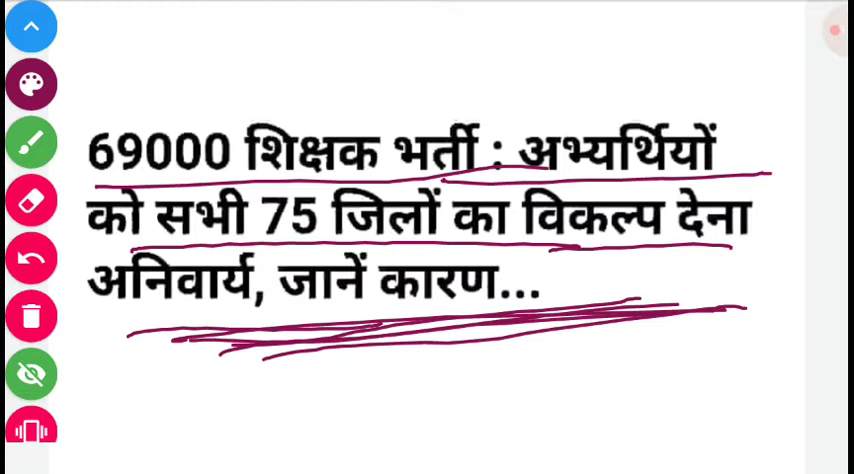 69000 शिक्षक भर्ती : अभ्यर्थियों
को सभी 75 जिलों का विकल्प देना
अनिवार्य, जानें कारण...